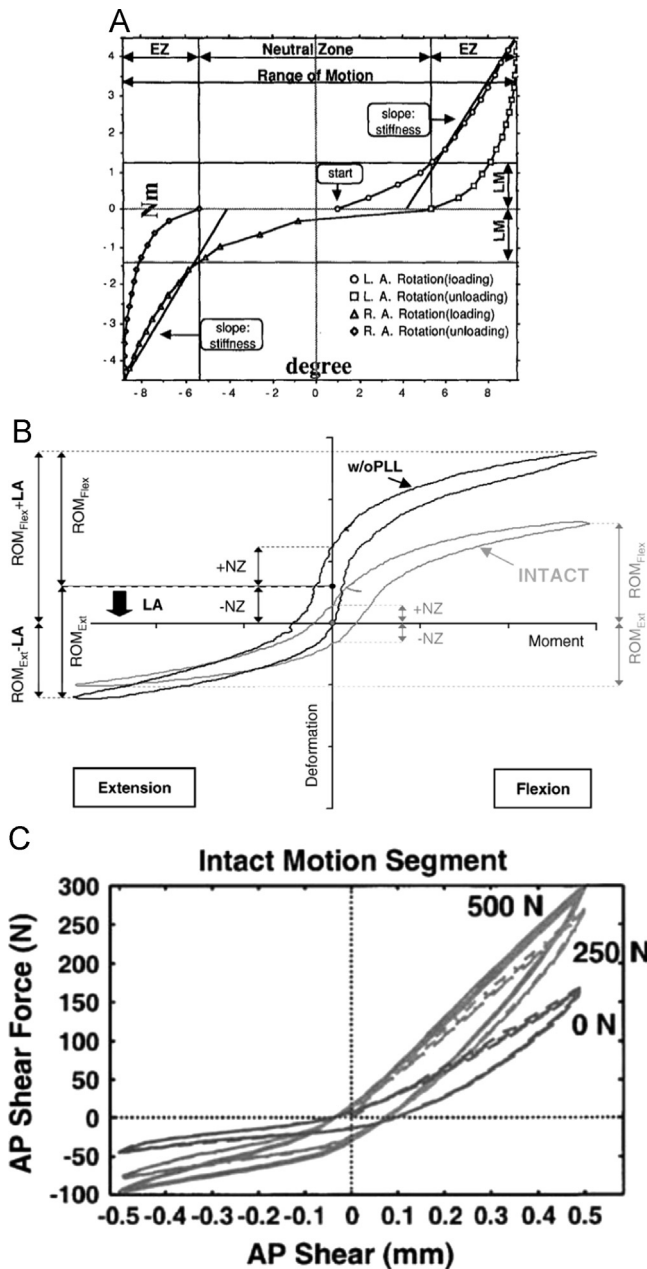 A
EZ
Neutral Zone
EZ
Range of Motion
4
3
2
1
0
-1
-2
-3
-4
Nm
slope:
stiffness
start
LM
LM
L. A. Rotation(loading)
L. A. Rotation(unloading)
R. A. Rotation(loading)
R. A. Rotation(unloading)
slope:
stiffness
degree
-8 -6 -4 -2 0 2 4 6 8
B
w/oPLL
ROMFlex+LA
ROMFlex
+NZ
-NZ
INTACT
+NZ
-NZ
ROMFlex
LA
ROMExt-LA
ROMExt
Moment
ROMExt
Deformation
Extension
Flexion
C
Intact Motion Segment
AP Shear Force (N)
300
250
200
150
100
50
0
-50
-100
500 N
250 N
0 N
-0.5 -0.4 -0.3 -0.2 -0.1 0 0.1 0.2 0.3 0.4 0.5
AP Shear (mm)